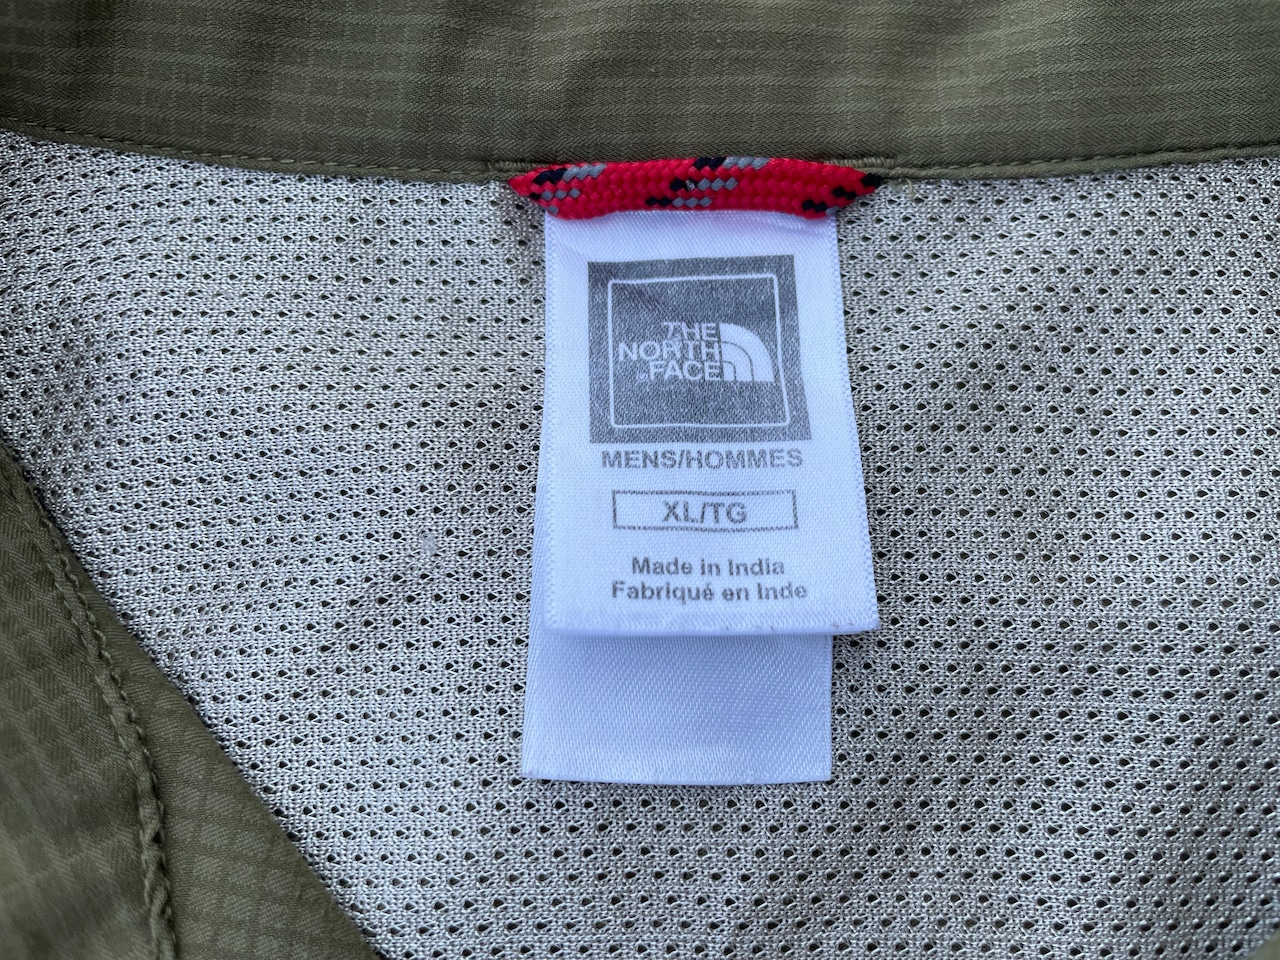 THE
NORTH
FACE
MENS/HOMMES
XL/TG
Made in India
Fabriqué en Inde